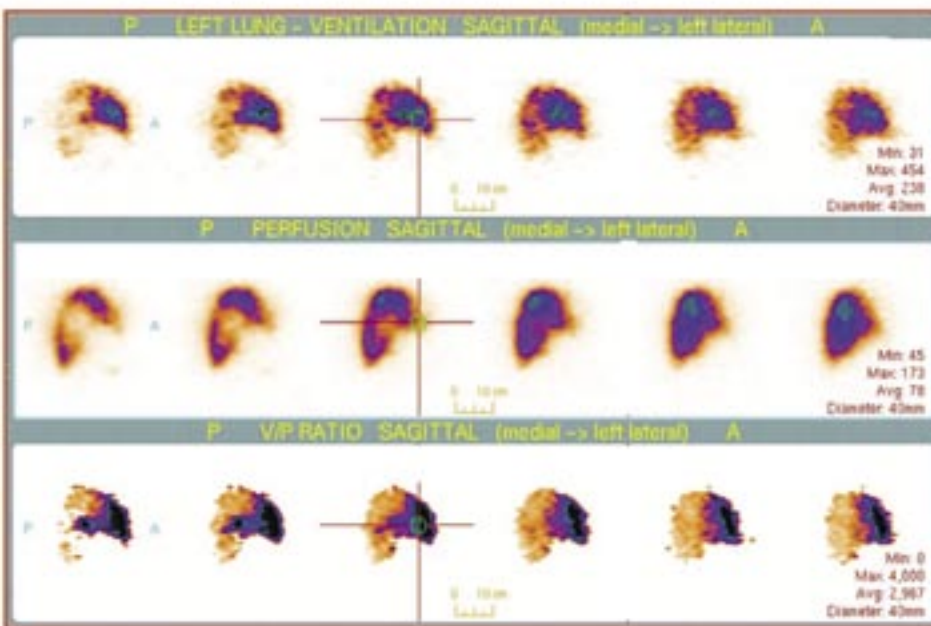 P LEFT LUNG - VENTILATION SAGITTAL (medial -> left lateral) A
P A
Min: 31
Max: 454
Avg: 238
Diameter: 40mm
0 10 cm
P PERFUSION SAGITTAL (medial -> left lateral) A
P A
Min: 45
Max: 173
Avg: 78
Diameter: 40mm
0 10 cm
P V/P RATIO SAGITTAL (medial -> left lateral) A
P A
Min: 0
Max: 4,000
Avg: 2,967
Diameter: 40mm
0 10 cm